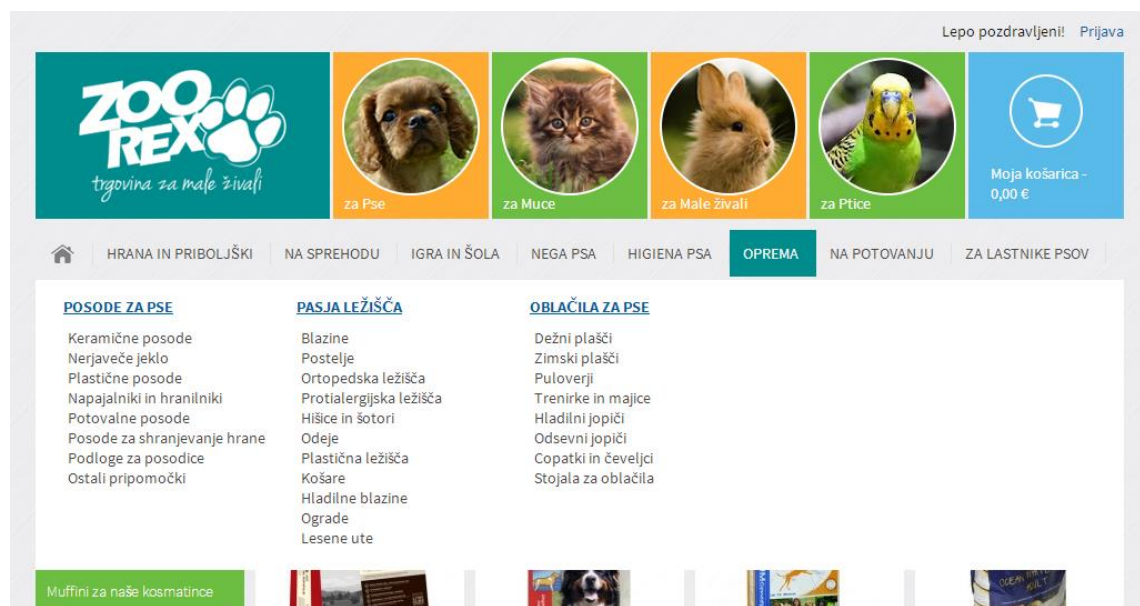 Lepo pozdravljeni! Prijava
ZOO
REX
trgovina za male živali
za Pse
za Muce
za Male živali
za Ptice
Moja košarica -
0,00 €
HRANA IN PRIBOLJŠKI NA SPREHODU IGRA IN ŠOLA NEGA PSA HIGIENA PSA OPREMA NA POTOVANJU ZA LASTNIKE PSOV
POSODE ZA PSE
Keramične posode
Nerjaveče jeklo
Plastične posode
Napajalniki in hranilniki
Potovalne posode
Posode za shranjevanje hrane
Podloge za posodice
Ostali pripomočki
PASJA LEŽIŠČA
Blazine
Postelje
Ortopedska ležišča
Protialergijska ležišča
Hišice in šotori
Odeje
Plastična ležišča
Košare
Hladilne blazine
Ograde
Lesene ute
OBLAČILA ZA PSE
Dežni plašči
Zimski plašči
Puloverji
Trenirke in majice
Hladilni jopiči
Odsevni jopiči
Copatki in čeveljci
Stojala za oblačila
Muffini za naše kosmatince